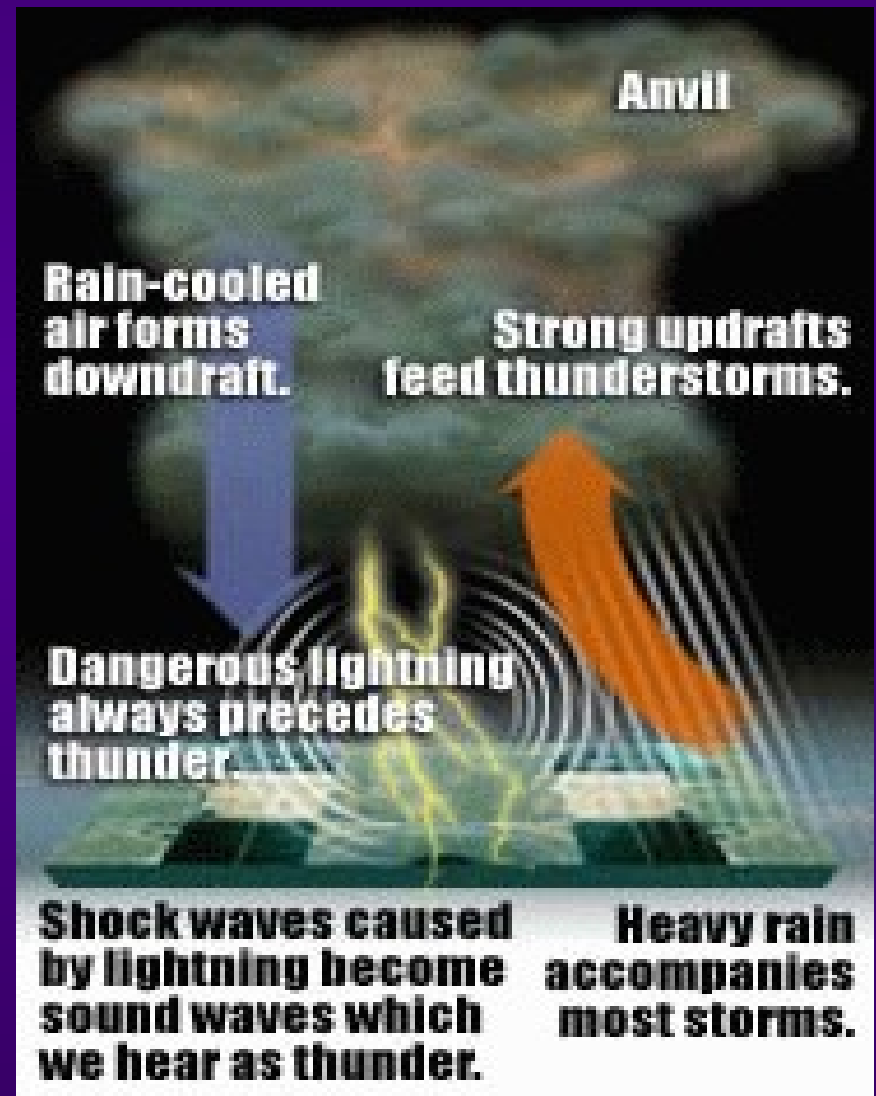 Anvil
Rain-cooled
air forms
downdraft.
Strong updrafts
feed thunderstorms.
Dangerous lightning
always precedes
thunder.
Shock waves caused
by lightning become
sound waves which
we hear as thunder.
Heavy rain
accompanies
most storms.